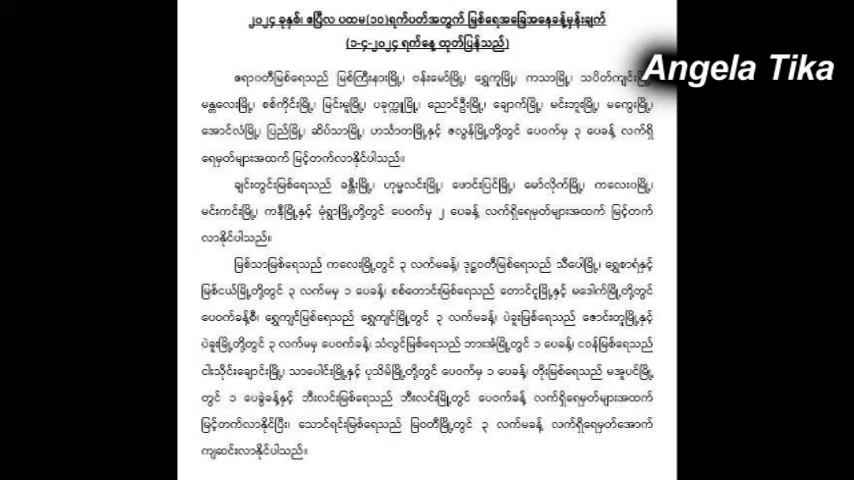 ၂၀၂၄ ခုနှစ်၊ ဧပြီလ ပထမ(၁၀)ရက်ပတ်အတွက် မြစ်ရေအခြေအနေခန့်မှန်းချက်
(၁-၄-၂၀၂၄ ရက်နေ့ ထုတ်ပြန်သည်)
Angela Tika
ဧရာဝတီမြစ်ရေသည် မြစ်ကြီးနားမြို့၊ ဗန်းမော်မြို့၊ ရွှေကူမြို့၊ ကသာမြို့၊ သပိတ်ကျင်းမြို့၊
မန္တလေးမြို့၊ စစ်ကိုင်းမြို့၊ မြင်းမူမြို့၊ ပခုက္ကူမြို့၊ ညောင်ဦးမြို့၊ ချောက်မြို့၊ မင်းဘူးမြို့၊ မကွေးမြို့၊
အောင်လံမြို့၊ ပြည်မြို့၊ ဆိပ်သာမြို့၊ ဟင်္သာတမြို့နှင့် ဇလွန်မြို့တို့တွင် ပေဝက်မှ ၃ ပေခန့် လက်ရှိ
ရေမှတ်များအထက် မြင့်တက်လာနိုင်ပါသည်။
ချင်းတွင်းမြစ်ရေသည် ခန္တီးမြို့၊ ဟုမ္မလင်းမြို့၊ ဖောင်းပြင်မြို့၊ မော်လိုက်မြို့၊ ကလေးဝမြို့၊
မင်းကင်းမြို့၊ ကနီမြို့နှင့် မုံရွာမြို့တို့တွင် ပေဝက်မှ ၂ ပေခန့် လက်ရှိရေမှတ်များအထက် မြင့်တက်
လာနိုင်ပါသည်။
မြစ်သာမြစ်ရေသည် ကလေးမြို့တွင် ၃ လက်မခန့်၊ ဒုဋ္ဌဝတီမြစ်ရေသည် သီပေါမြို့၊ ရွှေစာရံနှင့်
မြစ်ငယ်မြို့တို့တွင် ၃ လက်မမှ ၁ ပေခန့်၊ စစ်တောင်းမြစ်ရေသည် တောင်ငူမြို့နှင့် မဒေါက်မြို့တို့တွင်
ပေဝက်ခန့်စီ၊ ရွှေကျင်မြစ်ရေသည် ရွှေကျင်မြို့တွင် ၃ လက်မခန့်၊ ပဲခူးမြစ်ရေသည် ဇောင်းတူမြို့နှင့်
ပဲခူးမြို့တို့တွင် ၃ လက်မမှ ပေဝက်ခန့်၊ သံလွင်မြစ်ရေသည် ဘားအံမြို့တွင် ၁ ပေခန့်၊ ငဝန်မြစ်ရေသည်
ငါးသိုင်းချောင်းမြို့၊ သာပေါင်းမြို့နှင့် ပုသိမ်မြို့တို့တွင် ပေဝက်မှ ၁ ပေခန့်၊ တိုးမြစ်ရေသည် မအူပင်မြို့
တွင် ၁ ပေခွဲခန့်နှင့် ဘီးလင်းမြစ်ရေသည် ဘီးလင်းမြို့တွင် ပေဝက်ခန့် လက်ရှိရေမှတ်များအထက်
မြင့်တက်လာနိုင်ပြီး၊ သောင်ရင်းမြစ်ရေသည် မြဝတီမြို့တွင် ၃ လက်မခန့် လက်ရှိရေမှတ်အောက်
ကျဆင်းလာနိုင်ပါသည်။